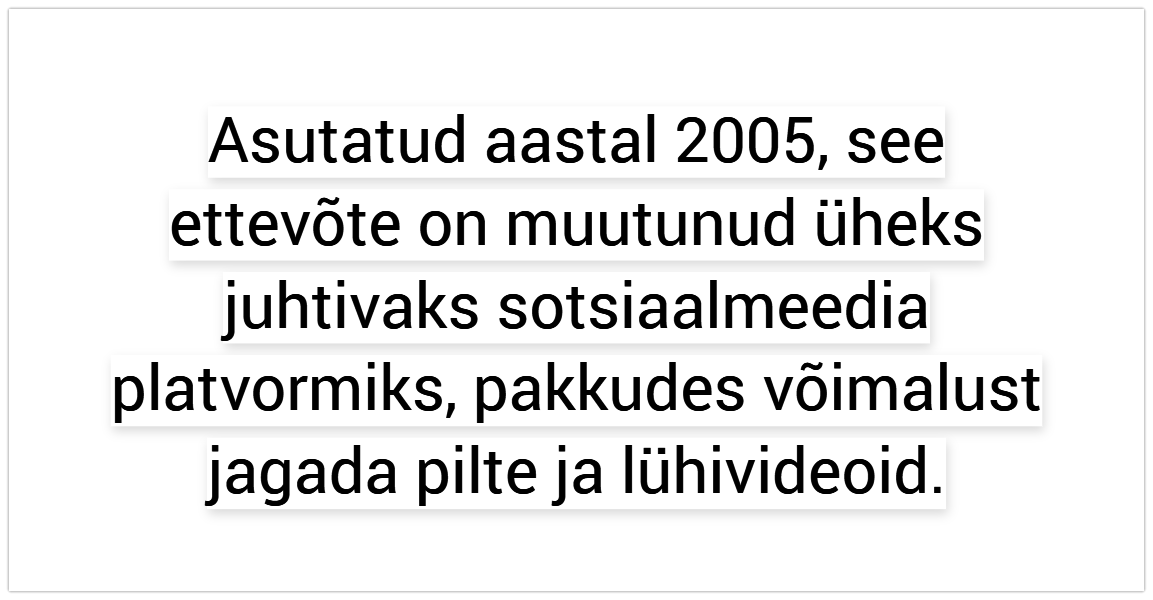 Asutatud aastal 2005, see
ettevõte on muutunud üheks
juhtivaks sotsiaalmeedia
platvormiks, pakkudes võimalust
jagada pilte ja lühivideoid.